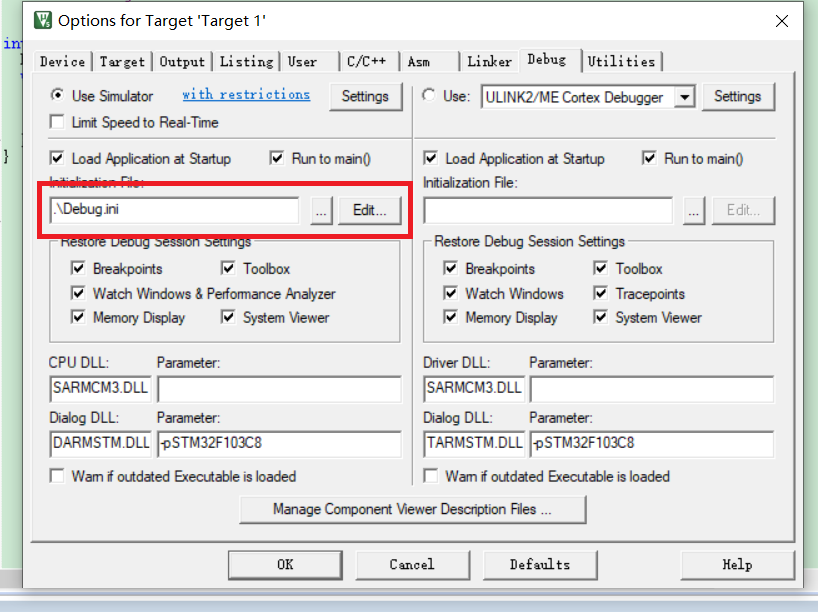 Options for Target 'Target 1'
int
}
Device Target Output Listing User C/C++ Asm Linker Debug Utilities
Use Simulator with restrictions Settings
Limit Speed to Real-Time
Use: ULINK2/ME Cortex Debugger Settings
Load Application at Startup Run to main()
Initialization File:
.\Debug.ini ... Edit...
Restore Debug Session Settings
Breakpoints Toolbox
Watch Windows & Performance Analyzer
Memory Display System Viewer
CPU DLL: Parameter:
SARMCM3.DLL
Dialog DLL: Parameter:
DARMSTM.DLL -pSTM32F103C8
Warn if outdated Executable is loaded
Load Application at Startup Run to main()
Initialization File:
... Edit...
Restore Debug Session Settings
Breakpoints Toolbox
Watch Windows Tracepoints
Memory Display System Viewer
Driver DLL: Parameter:
SARMCM3.DLL
Dialog DLL: Parameter:
TARMSTM.DLL -pSTM32F103C8
Warn if outdated Executable is loaded
Manage Component Viewer Description Files ...
OK Cancel Defaults Help